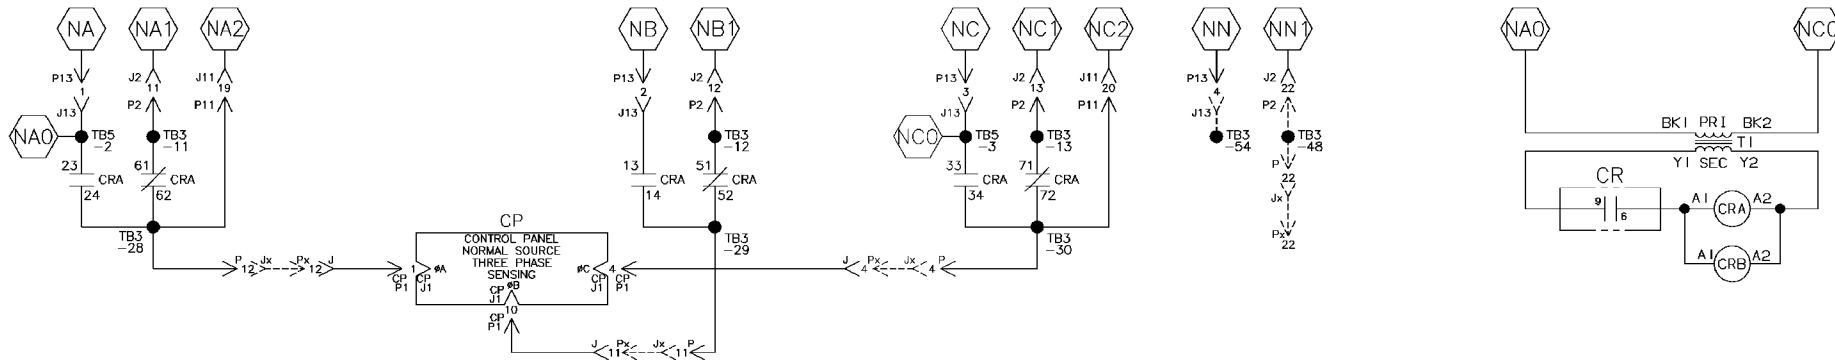 NA NA1 NA2 NB NB1 NC NC1 NC2 NN NN1 NA0 NC0
P13 J2 J11 P13 J2 P13 J2 J11 P13 J2
1 11 19 2 12 3 13 20 4 22
J13 P2 P11 J13 P2 J13 P2 P11 J13 P2
NA0 TB5 TB3 TB3 NC0 TB5 TB3 TB3 TB3
-2 -11 -12 -3 -13 -54 -48
BK1 PRI BK2
T1
Y1 SEC Y2
23 61 13 51 33 71 P
CRA CRA CRA CRA CRA CRA 22
24 62 14 52 34 72 Jx
CR
9 6
A1 CRA A2
A1 CRB A2
CP
TB3 TB3 TB3 Px
-28 -29 -30 22
CONTROL PANEL
NORMAL SOURCE
THREE PHASE
SENSING
P 12 Jx Px 12 J 1 øA øC 4 J 4 Px Jx 4 P
CP CP CP CP
P1 J1 J1 P1
øB
CP
J1
10
CP
P1
J 11 Px Jx 11 P